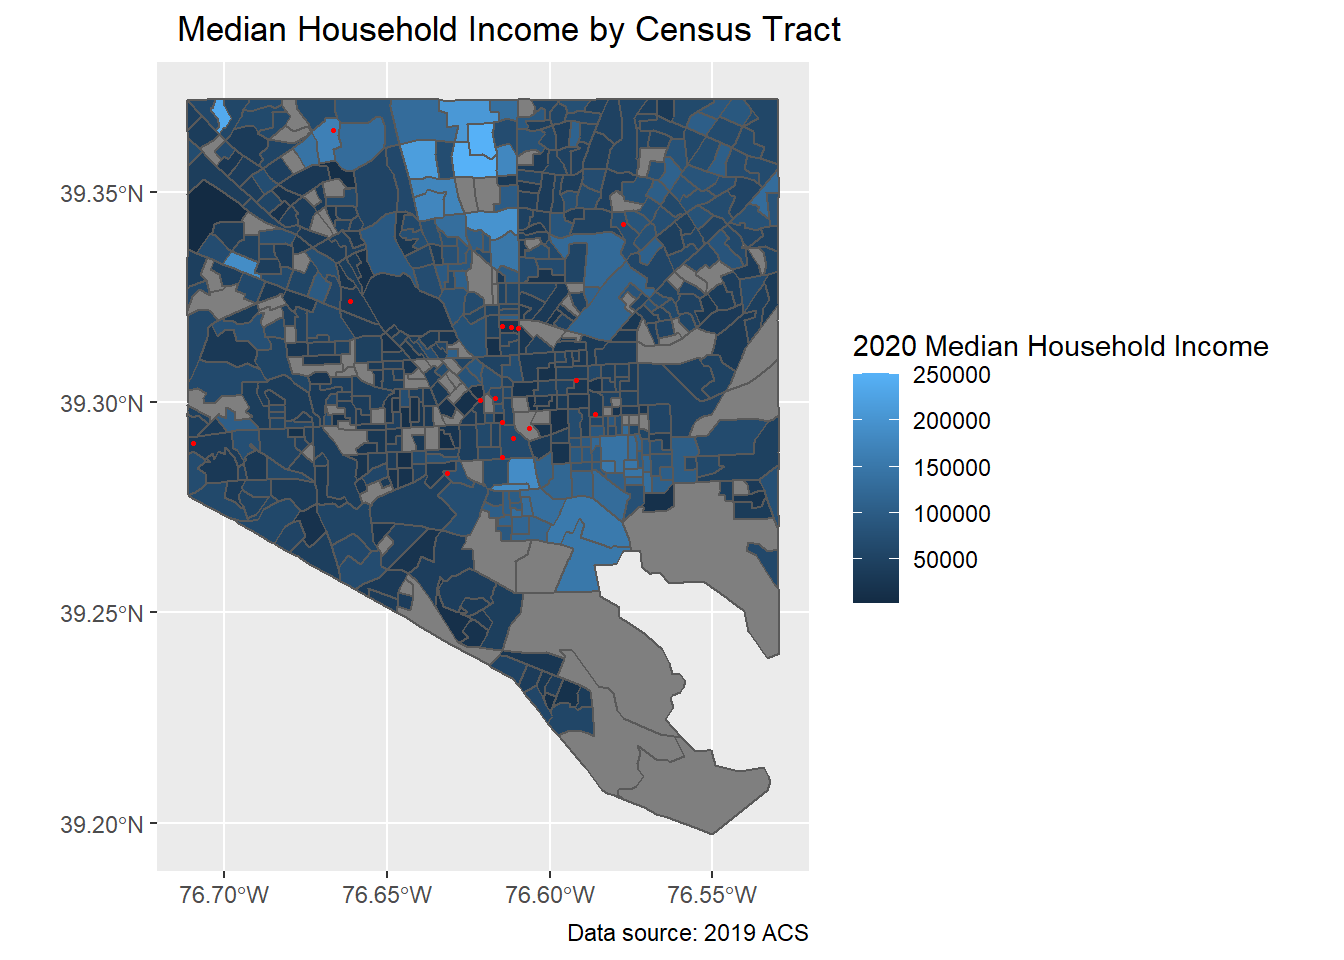 Median Household Income by Census Tract
39.35°N
39.30°N
39.25°N
39.20°N
76.70°W
76.65°W
76.60°W
76.55°W
2020 Median Household Income
250000
200000
150000
100000
50000
Data source: 2019 ACS